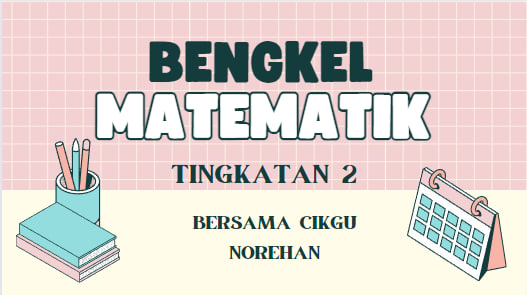 BENGKEL
MATEMATIK
TINGKATAN 2
BERSAMA CIKGU
NOREHAN